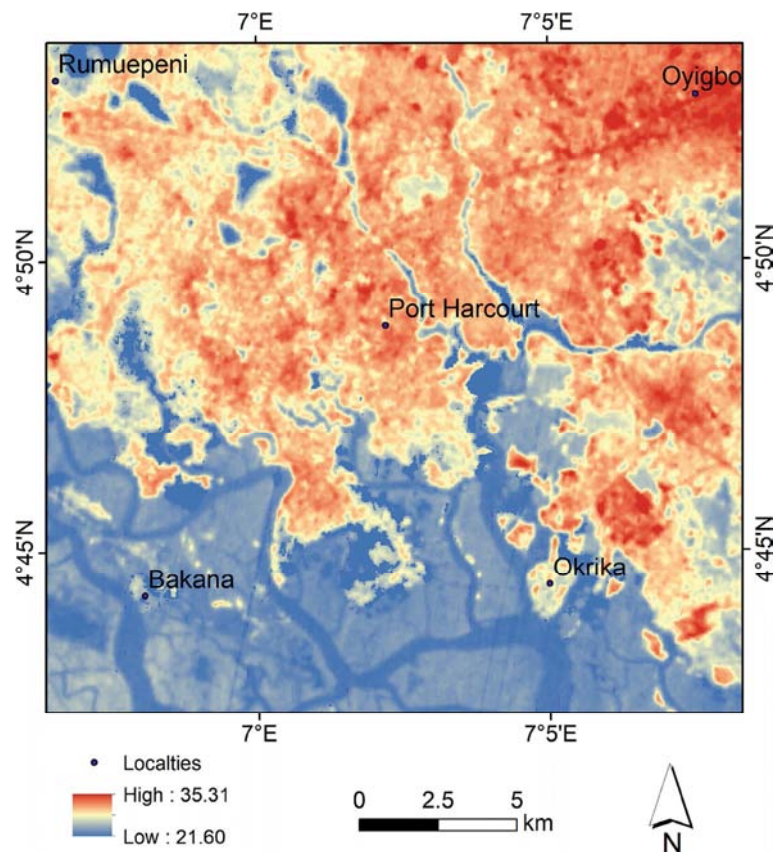 7°E 7°5'E
Rumuepeni
Oyigbo
4°50'N 4°50'N
Port Harcourt
4°45'N 4°45'N
Bakana
Okrika
7°E 7°5'E
Localties
High : 35.31
Low : 21.60
0 2.5 5
km
N